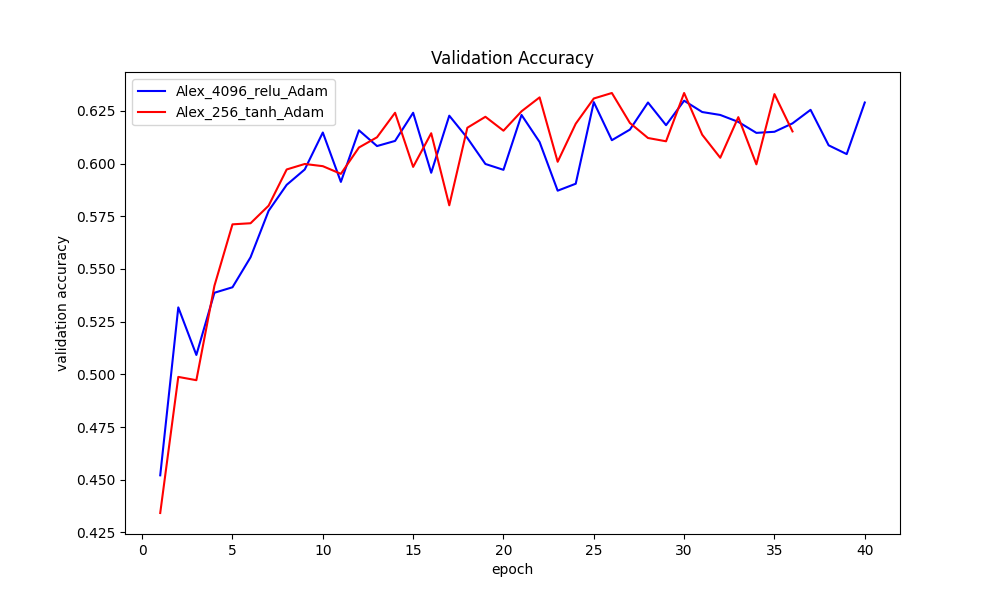 Validation Accuracy
Alex_4096_relu_Adam
Alex_256_tanh_Adam
validation accuracy
0.625
0.600
0.575
0.550
0.525
0.500
0.475
0.450
0.425
0 5 10 15 20 25 30 35 40
epoch